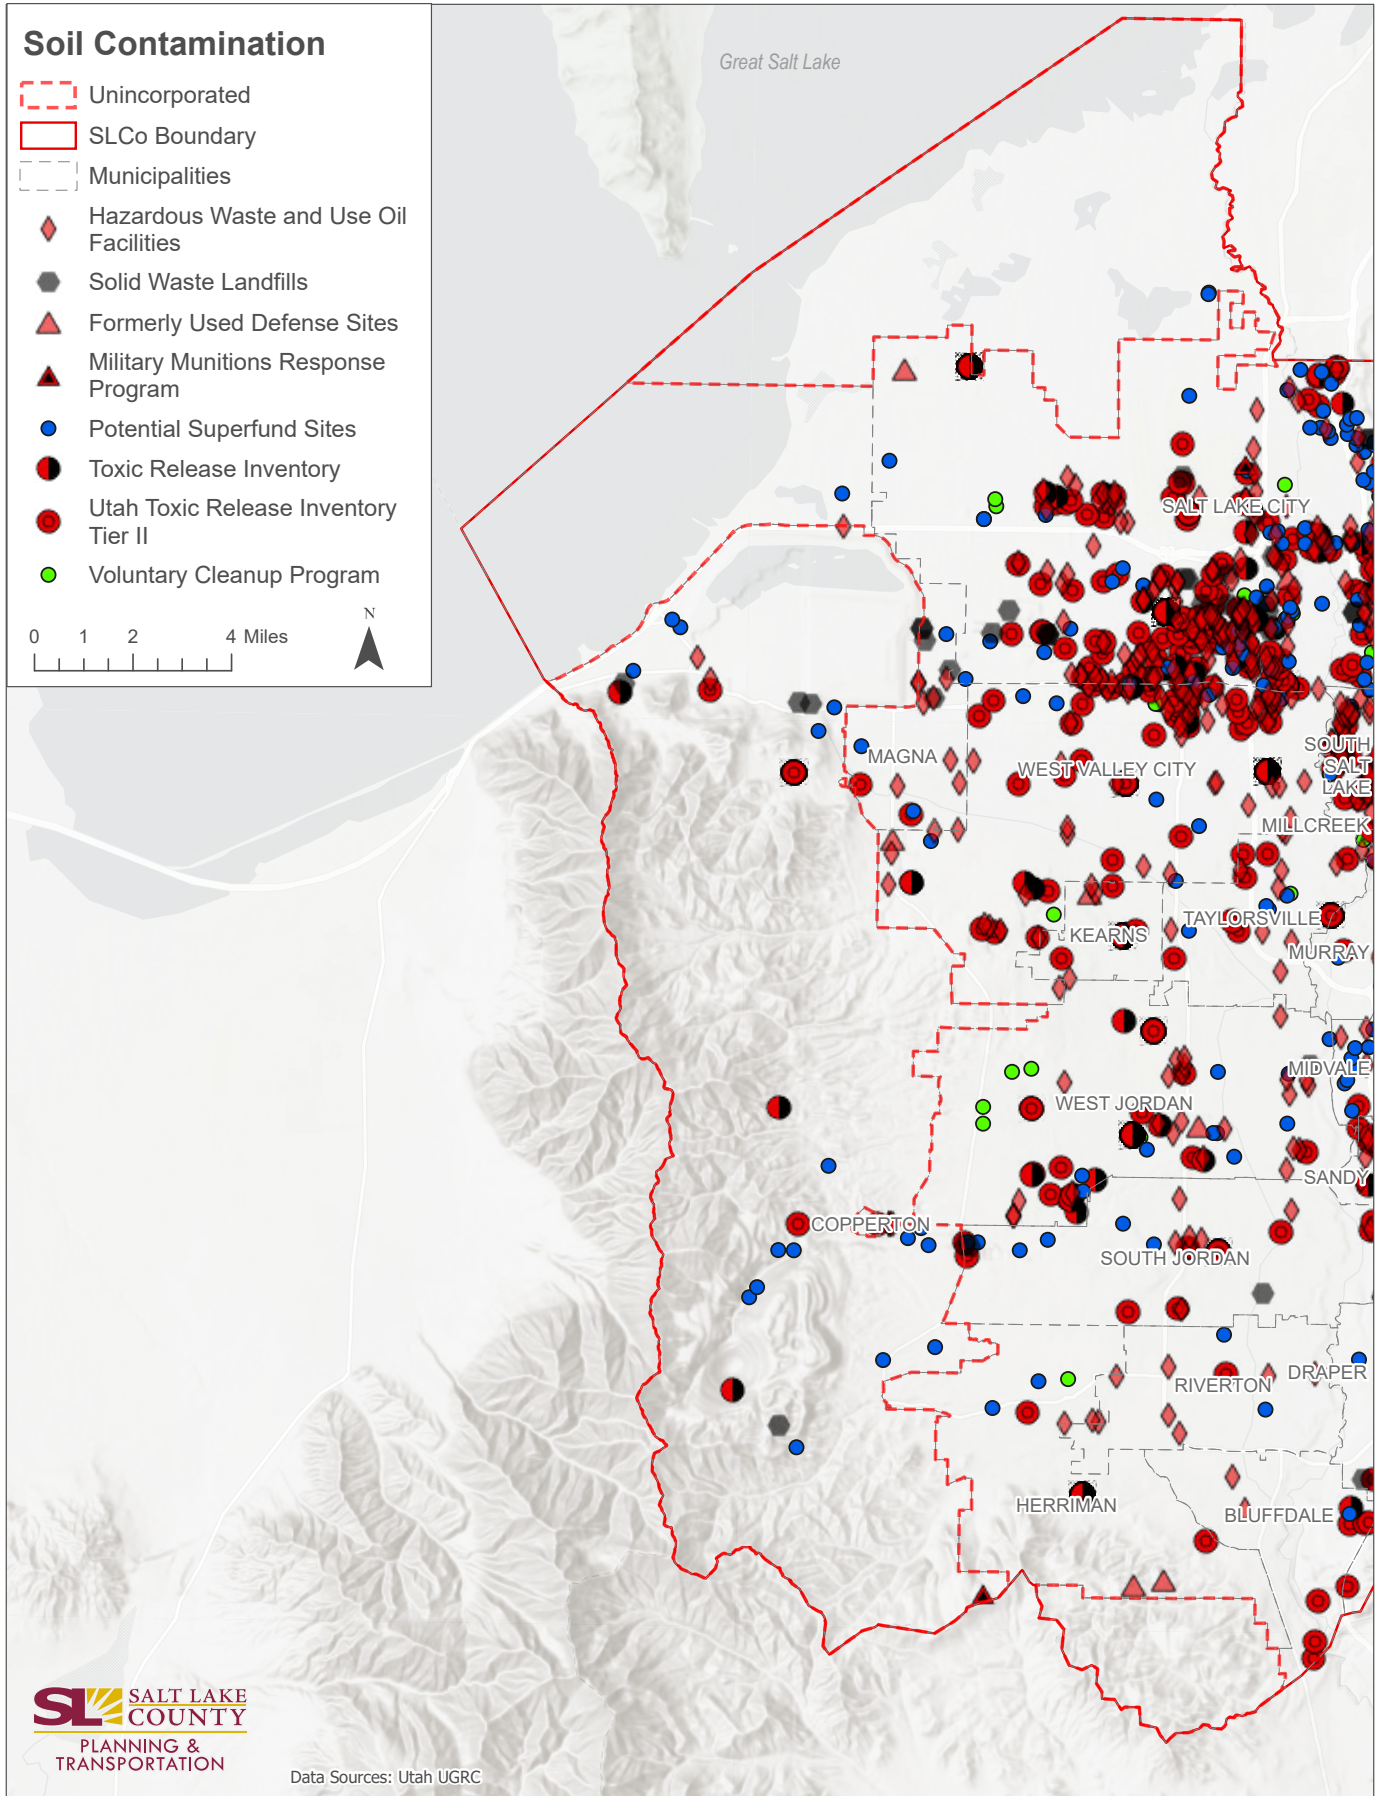 Soil Contamination
Unincorporated
SLCo Boundary
Municipalities
Hazardous Waste and Use Oil
Facilities
Solid Waste Landfills
Formerly Used Defense Sites
Military Munitions Response
Program
Potential Superfund Sites
Toxic Release Inventory
Utah Toxic Release Inventory
Tier II
Voluntary Cleanup Program
N
0 1 2 4 Miles
Great Salt Lake
SALT LAKE CITY
SOUTH
SALT
LAKE
MAGNA
WEST VALLEY CITY
MILLCREEK
TAYLORSVILLE
KEARNS
MURRAY
MIDVALE
WEST JORDAN
SANDY
COPPERTON
SOUTH JORDAN
DRAPER
RIVERTON
HERRIMAN
BLUFFDALE
SL SALT LAKE
COUNTY
PLANNING &
TRANSPORTATION
Data Sources: Utah UGRC